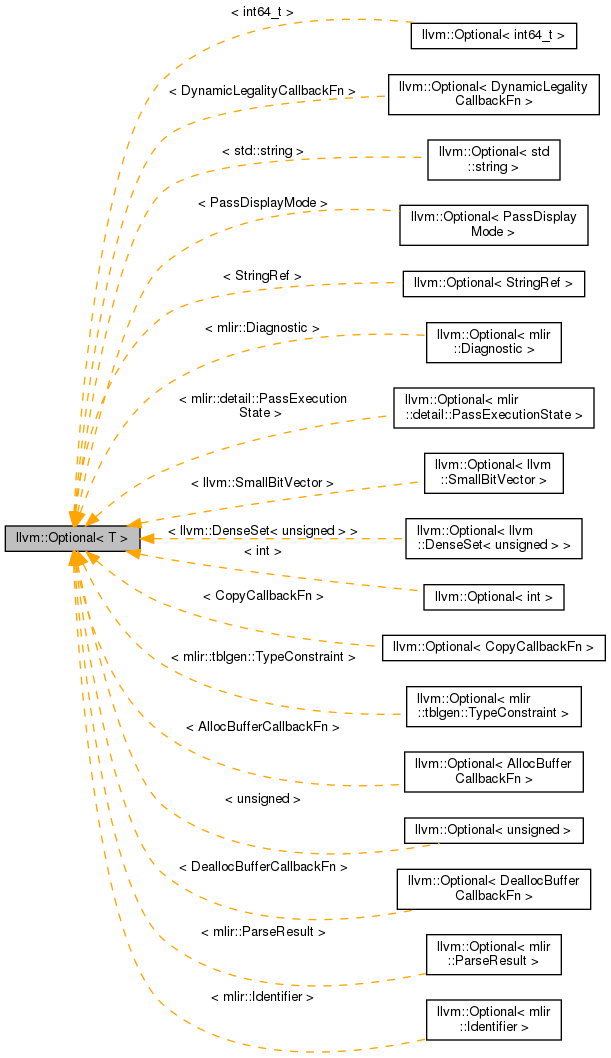 < int64_t >
llvm::Optional< int64_t >
< DynamicLegalityCallbackFn >
llvm::Optional< DynamicLegality
CallbackFn >
< std::string >
llvm::Optional< std
::string >
< PassDisplayMode >
llvm::Optional< PassDisplay
Mode >
< StringRef >
llvm::Optional< StringRef >
< mlir::Diagnostic >
llvm::Optional< mlir
::Diagnostic >
< mlir::detail::PassExecution
State >
llvm::Optional< mlir
::detail::PassExecutionState >
< llvm::SmallBitVector >
llvm::Optional< llvm
::SmallBitVector >
llvm::Optional< T >
< llvm::DenseSet< unsigned > >
llvm::Optional< llvm
::DenseSet< unsigned > >
< int >
llvm::Optional< int >
< CopyCallbackFn >
llvm::Optional< CopyCallbackFn >
< mlir::tblgen::TypeConstraint >
llvm::Optional< mlir
::tblgen::TypeConstraint >
< AllocBufferCallbackFn >
llvm::Optional< AllocBuffer
CallbackFn >
< unsigned >
llvm::Optional< unsigned >
< DeallocBufferCallbackFn >
llvm::Optional< DeallocBuffer
CallbackFn >
< mlir::ParseResult >
llvm::Optional< mlir
::ParseResult >
< mlir::Identifier >
llvm::Optional< mlir
::Identifier >